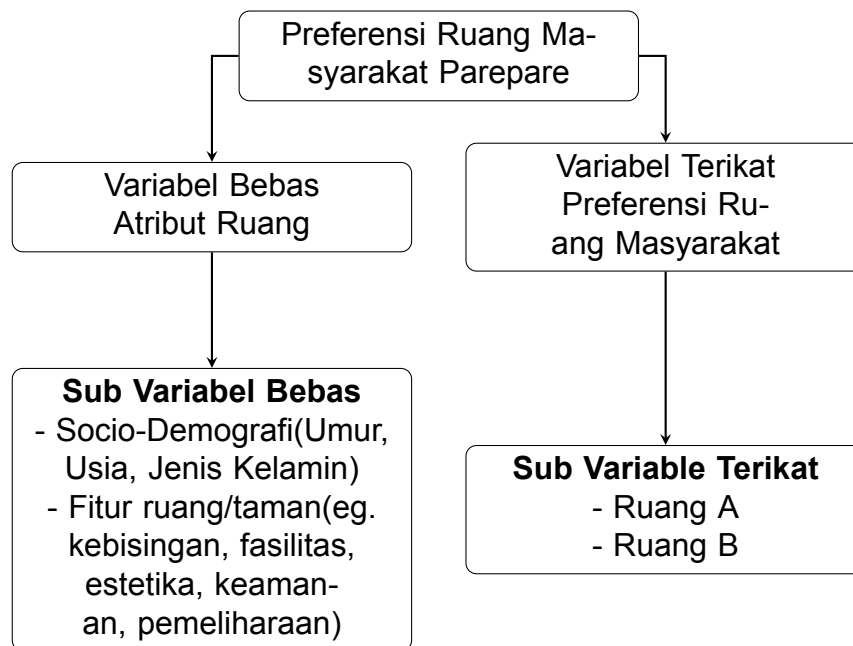 Preferensi Ruang Ma-
syarakat Parepare
Variabel Bebas
Atribut Ruang
Variabel Terikat
Preferensi Ru-
ang Masyarakat
Sub Variabel Bebas
- Socio-Demografi(Umur,
Usia, Jenis Kelamin)
- Fitur ruang/taman(eg.
kebisingan, fasilitas,
estetika, keaman-
an, pemeliharaan)
Sub Variable Terikat
- Ruang A
- Ruang B